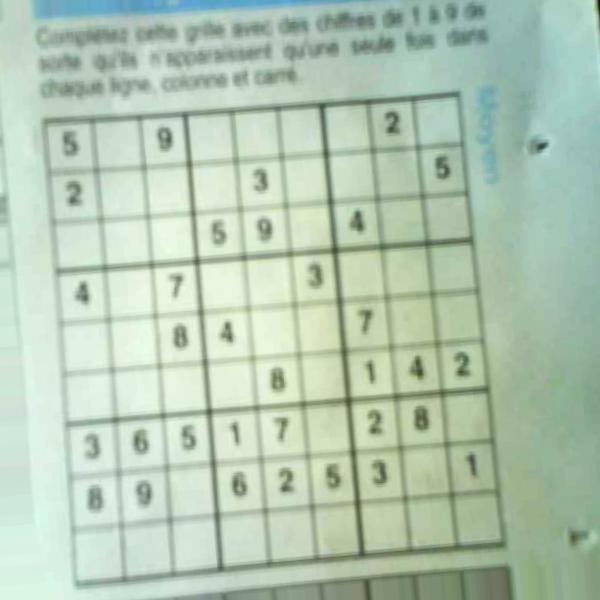 Complétez cette grille avec des chiffres de 1 à 9 de
sorte qu'ils n'apparaissent qu'une seule fois dans
chaque ligne, colonne et carré.
Moyen
5 9 2
2 3 5
5 9 4
4 7 3
8 4 7
8 1 4 2
3 6 5 1 7 2 8
8 9 6 2 5 3 1